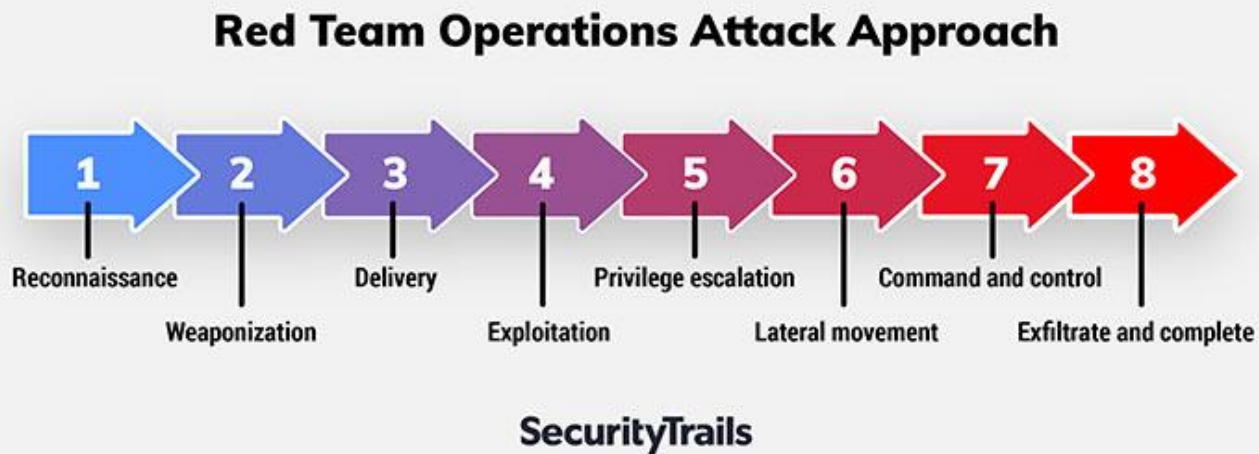 Red Team Operations Attack Approach
1
2
3
4
5
6
7
8
Reconnaissance
Weaponization
Delivery
Exploitation
Privilege escalation
Lateral movement
Command and control
Exfiltrate and complete
SecurityTrails